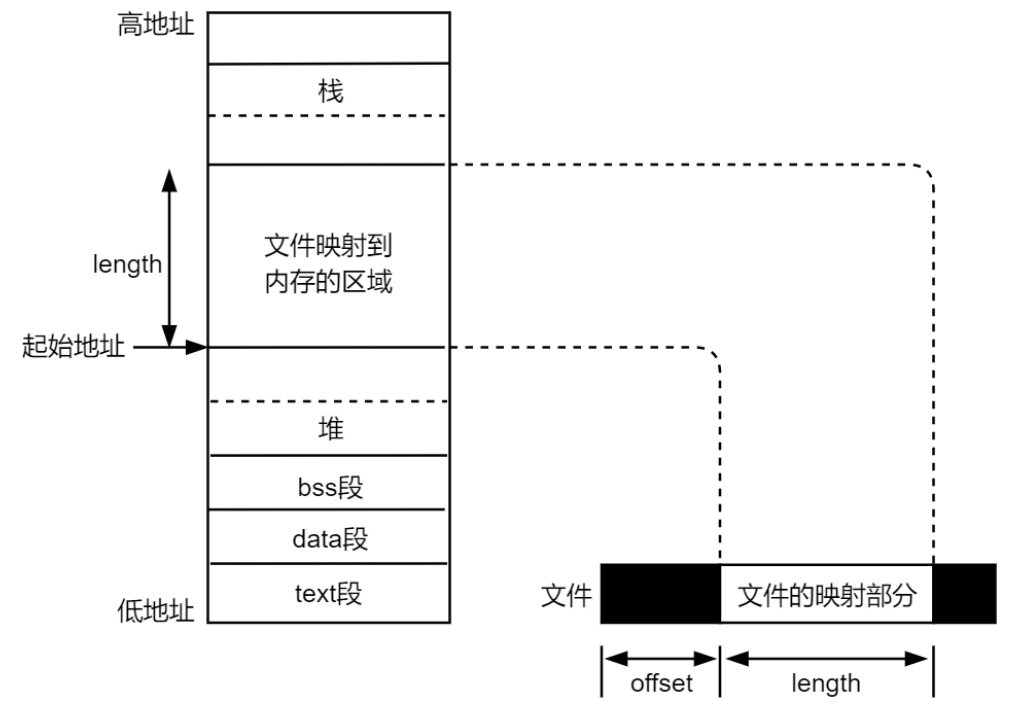 高地址
栈
length
文件映射到
内存的区域
起始地址
堆
bss段
data段
text段
低地址
文件
文件的映射部分
offset
length